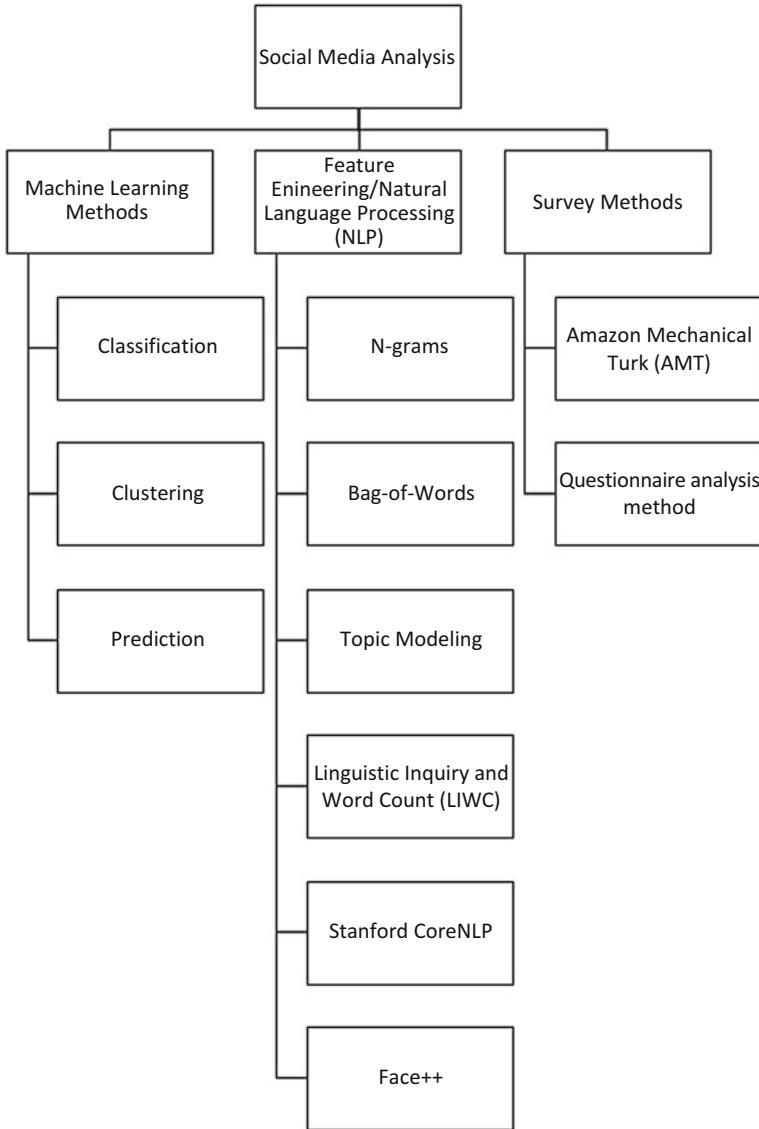 Social Media Analysis
Machine Learning
Methods
Feature
Enineering/Natural
Language Processing
(NLP)
Survey Methods
Classification
N-grams
Amazon Mechanical
Turk (AMT)
Clustering
Bag-of-Words
Questionnaire analysis
method
Prediction
Topic Modeling
Linguistic Inquiry and
Word Count (LIWC)
Stanford CoreNLP
Face++